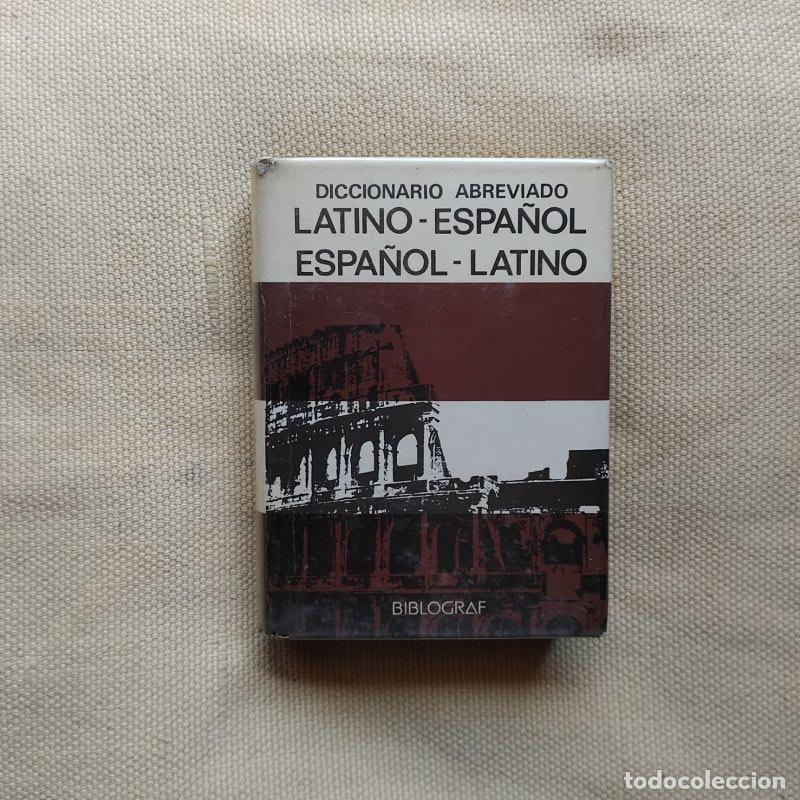 DICCIONARIO ABREVIADO
LATINO - ESPAÑOL
ESPAÑOL - LATINO
BIBLOGRAF
todocoleccion